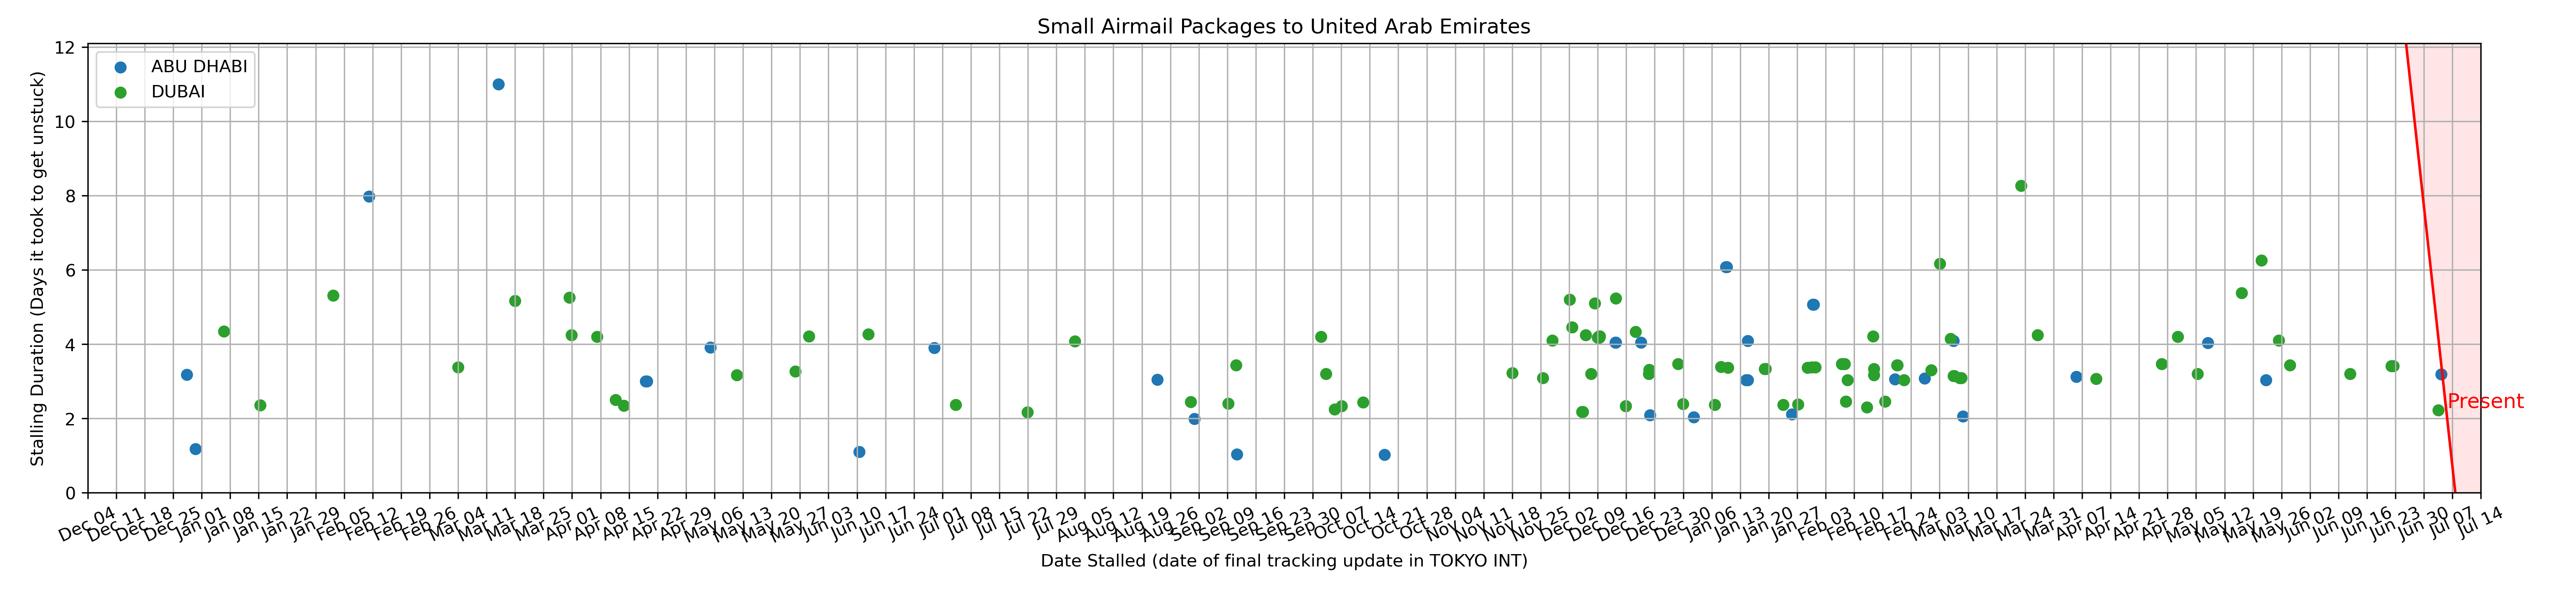 Small Airmail Packages to United Arab Emirates
Stalling Duration (Days it took to get unstuck)
12
10
8
6
4
2
0
ABU DHABI
DUBAI
Present
Dec 04 Dec 11 Dec 18 Dec 25 Jan 01 Jan 08 Jan 15 Jan 22 Jan 29 Feb 05 Feb 12 Feb 19 Feb 26 Mar 04 Mar 11 Mar 18 Mar 25 Apr 01 Apr 08 Apr 15 Apr 22 Apr 29 May 06 May 13 May 20 May 27 Jun 03 Jun 10 Jun 17 Jun 24 Jul 01 Jul 08 Jul 15 Jul 22 Jul 29 Aug 05 Aug 12 Aug 19 Aug 26 Sep 02 Sep 09 Sep 16 Sep 23 Sep 30 Oct 07 Oct 14 Oct 21 Oct 28 Nov 04 Nov 11 Nov 18 Nov 25 Dec 02 Dec 09 Dec 16 Dec 23 Dec 30 Jan 06 Jan 13 Jan 20 Jan 27 Feb 03 Feb 10 Feb 17 Feb 24 Mar 03 Mar 10 Mar 17 Mar 24 Mar 31 Apr 07 Apr 14 Apr 21 Apr 28 May 05 May 12 May 19 May 26 Jun 02 Jun 09 Jun 16 Jun 23 Jun 30 Jul 07 Jul 14
Date Stalled (date of final tracking update in TOKYO INT)